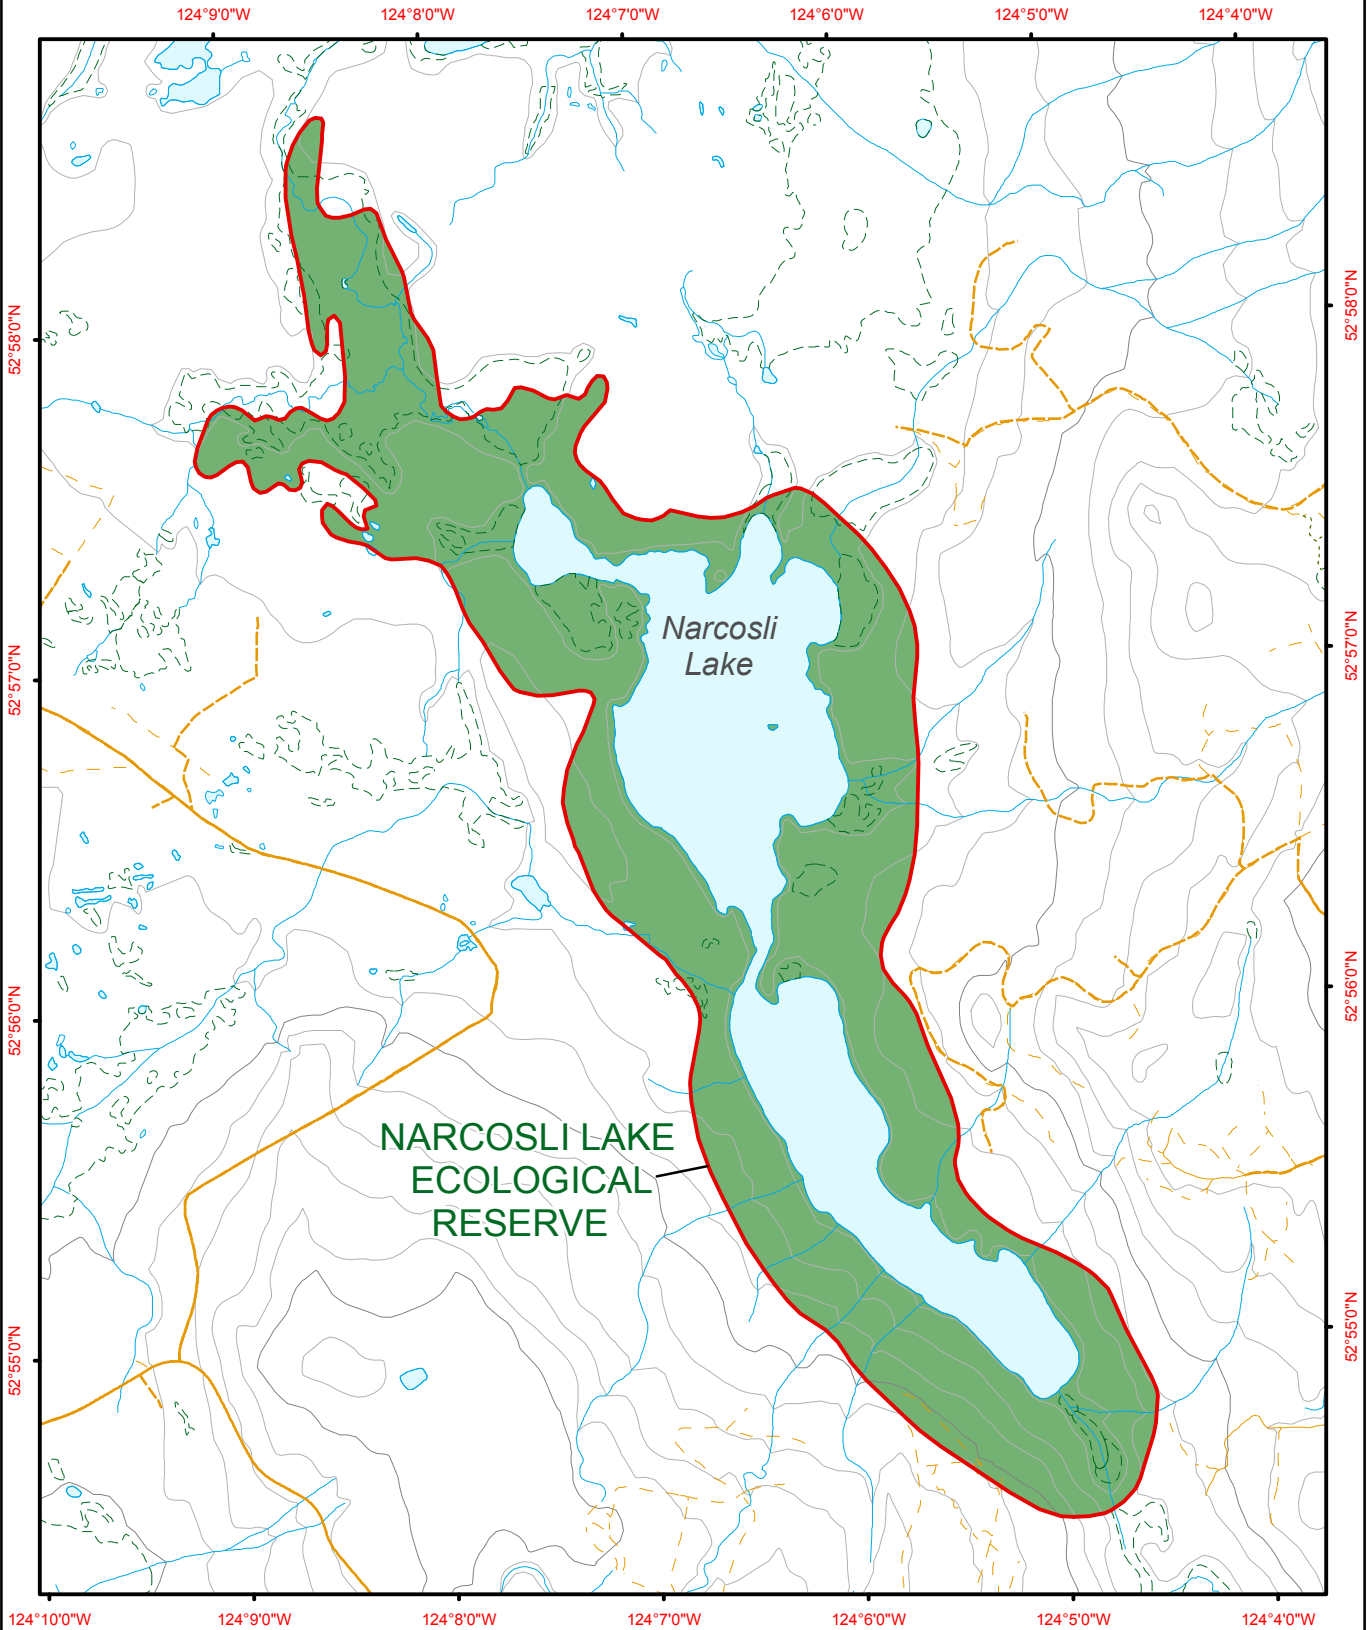 124°9'0"W 124°8'0"W 124°7'0"W 124°6'0"W 124°5'0"W 124°4'0"W
52°58'0"N
52°58'0"N
Narcosli
Lake
52°57'0"N
52°57'0"N
52°56'0"N
52°56'0"N
NARCOSLI LAKE
ECOLOGICAL
RESERVE
52°55'0"N
52°55'0"N
124°10'0"W 124°9'0"W 124°8'0"W 124°7'0"W 124°6'0"W 124°5'0"W 124°4'0"W